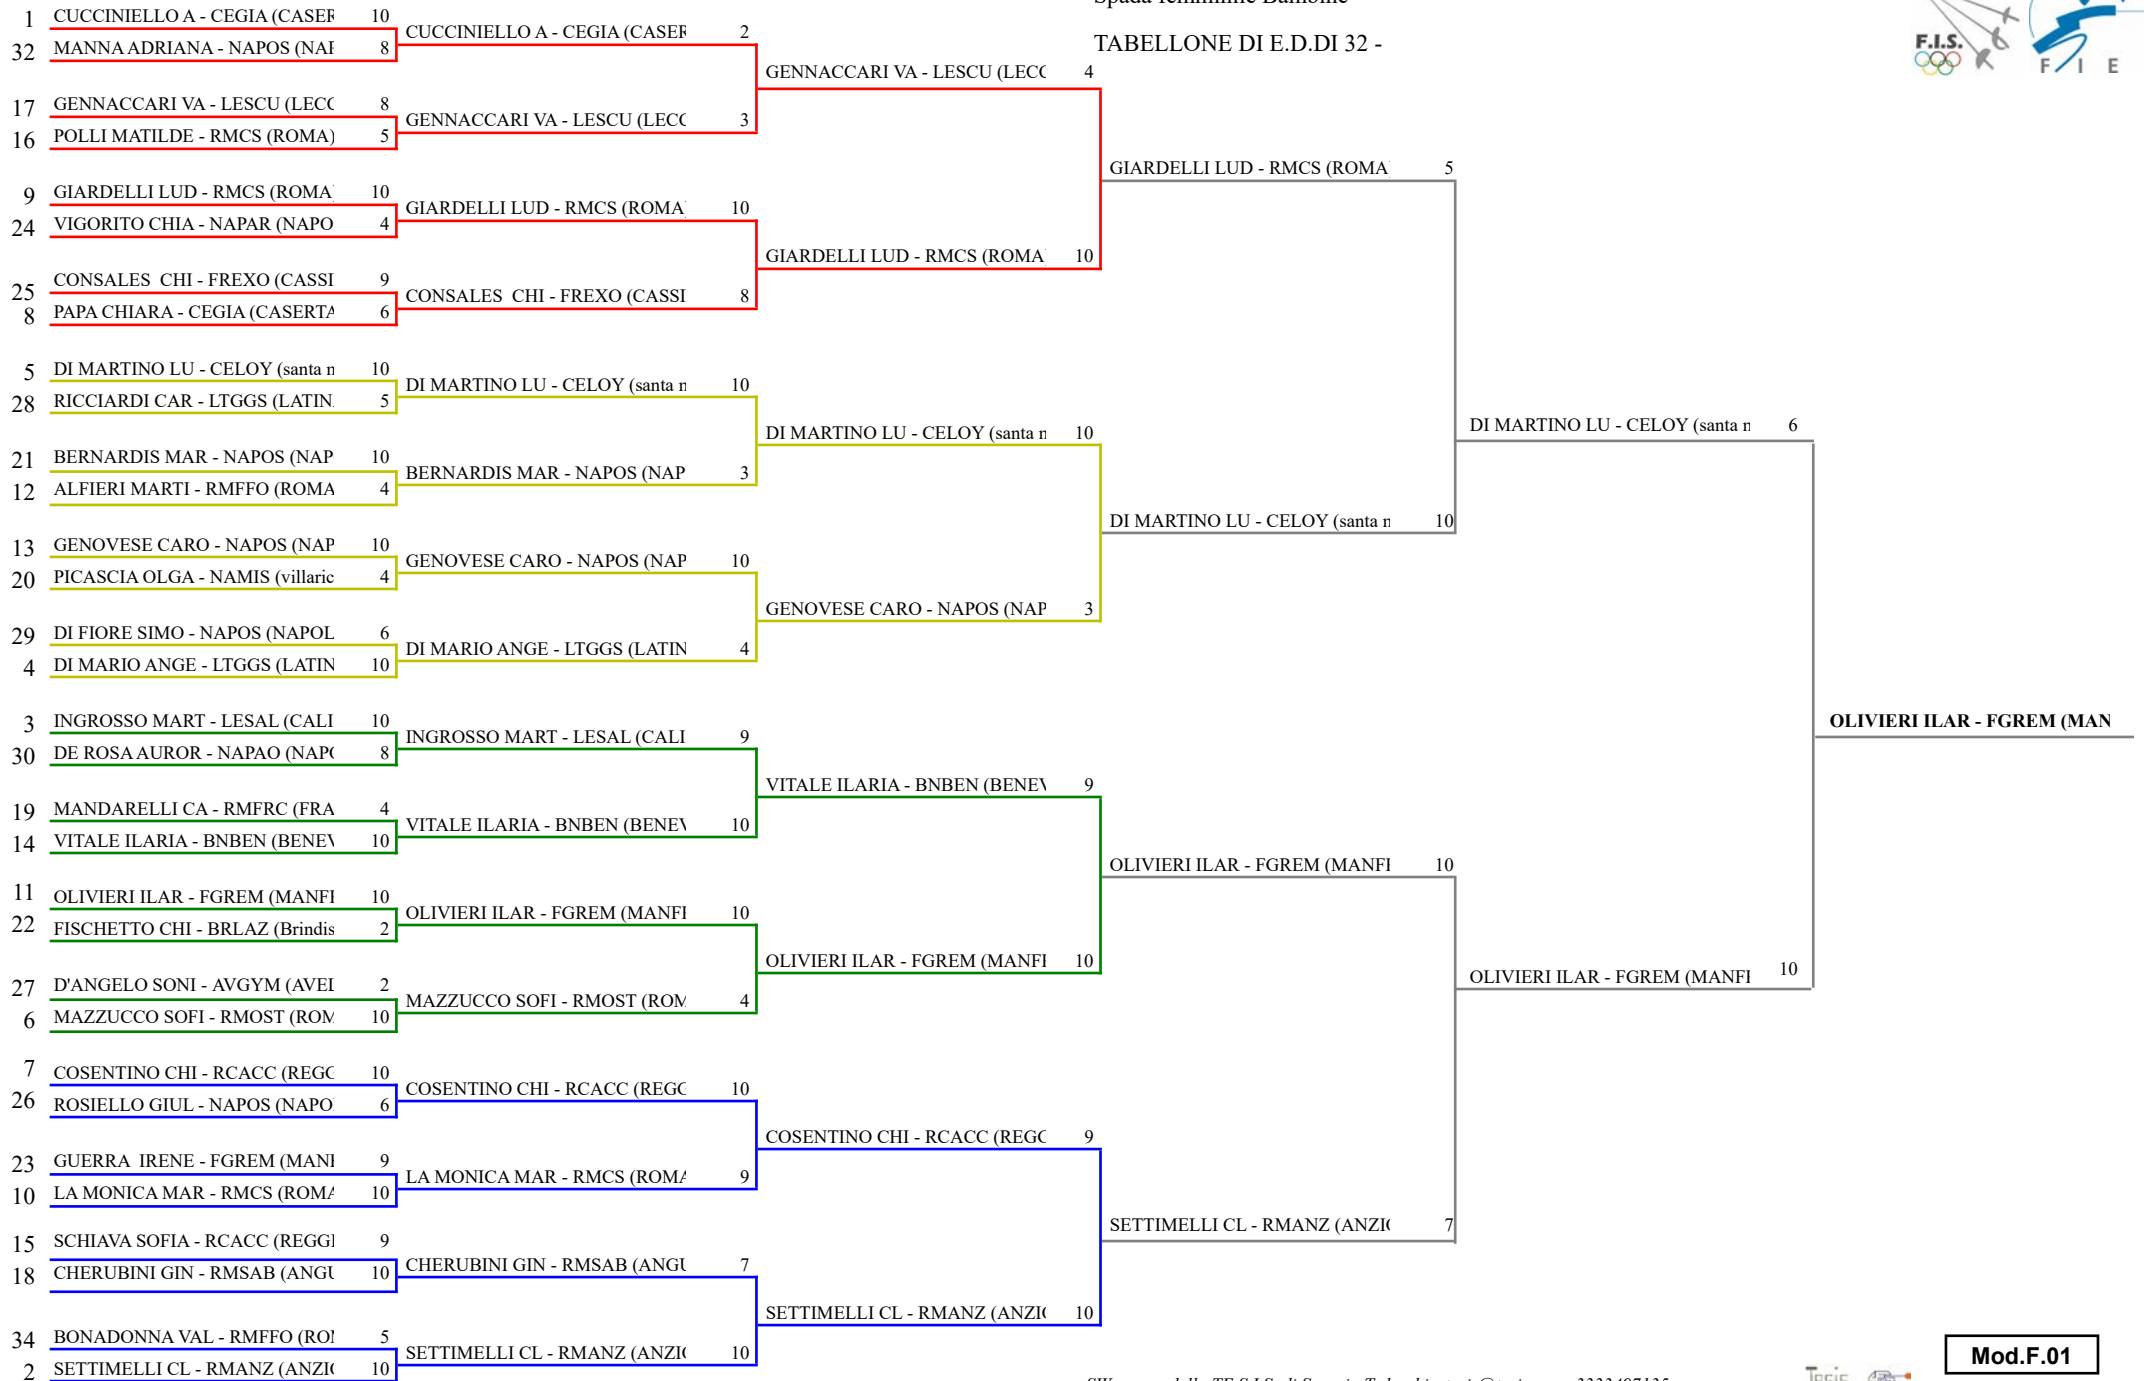 TABELLONE DI E.D.DI 32 -
F.I.S.
F I E
1 CUCCINIELLO A - CEGIA (CASER 10
32 MANNA ADRIANA - NAPOS (NAI 8
17 GENNACCARI VA - LESCU (LECC 8
16 POLLI MATILDE - RMCS (ROMA) 5
9 GIARDELLI LUD - RMCS (ROMA 10
24 VIGORITO CHIA - NAPAR (NAPO 4
25 CONSALES CHI - FREXO (CASSI 9
8 PAPA CHIARA - CEGIA (CASERTA 6
5 DI MARTINO LU - CELOY (santa n 10
28 RICCIARDI CAR - LTGGS (LATIN 5
21 BERNARDIS MAR - NAPOS (NAP 10
12 ALFIERI MARTI - RMFFO (ROMA 4
13 GENOVESE CARO - NAPOS (NAP 10
20 PICASCIA OLGA - NAMIS (villaric 4
29 DI FIORE SIMO - NAPOS (NAPOL 6
4 DI MARIO ANGE - LTGGS (LATIN 10
3 INGROSSO MART - LESAL (CALI 10
30 DE ROSA AUROR - NAPAO (NAPO 8
19 MANDARELLI CA - RMFRC (FRA 4
14 VITALE ILARIA - BNBEN (BENEV 10
11 OLIVIERI ILAR - FGREM (MANFI 10
22 FISCHETTO CHI - BRLAZ (Brindis 2
27 D'ANGELO SONI - AVGYM (AVEL 2
6 MAZZUCCO SOFI - RMOST (ROM 10
7 COSENTINO CHI - RCACC (REGG 10
26 ROSIELLO GIUL - NAPOS (NAPO 6
23 GUERRA IRENE - FGREM (MANF 9
10 LA MONICA MAR - RMCS (ROMA 10
15 SCHIAVA SOFIA - RCACC (REGGI 9
18 CHERUBINI GIN - RMSAB (ANGU 10
34 BONADONNA VAL - RMFFO (ROM 5
2 SETTIMELLI CL - RMANZ (ANZIO 10
CUCCINIELLO A - CEGIA (CASER 2
GENNACCARI VA - LESCU (LECC 3
GIARDELLI LUD - RMCS (ROMA 10
CONSALES CHI - FREXO (CASSI 8
DI MARTINO LU - CELOY (santa n 10
BERNARDIS MAR - NAPOS (NAP 3
GENOVESE CARO - NAPOS (NAP 10
DI MARIO ANGE - LTGGS (LATIN 4
INGROSSO MART - LESAL (CALI 9
VITALE ILARIA - BNBEN (BENEV 10
OLIVIERI ILAR - FGREM (MANFI 10
MAZZUCCO SOFI - RMOST (ROM 4
COSENTINO CHI - RCACC (REGG 10
LA MONICA MAR - RMCS (ROMA 9
CHERUBINI GIN - RMSAB (ANGU 7
SETTIMELLI CL - RMANZ (ANZIO 10
GENNACCARI VA - LESCU (LECC 4
GIARDELLI LUD - RMCS (ROMA 10
DI MARTINO LU - CELOY (santa n 10
GENOVESE CARO - NAPOS (NAP 3
VITALE ILARIA - BNBEN (BENEV 9
OLIVIERI ILAR - FGREM (MANFI 10
COSENTINO CHI - RCACC (REGG 9
SETTIMELLI CL - RMANZ (ANZIO 10
GIARDELLI LUD - RMCS (ROMA 5
DI MARTINO LU - CELOY (santa n 10
OLIVIERI ILAR - FGREM (MANFI 10
SETTIMELLI CL - RMANZ (ANZIO 7
DI MARTINO LU - CELOY (santa n 6
OLIVIERI ILAR - FGREM (MANFI 10
OLIVIERI ILAR - FGREM (MAN
Mod.F.01